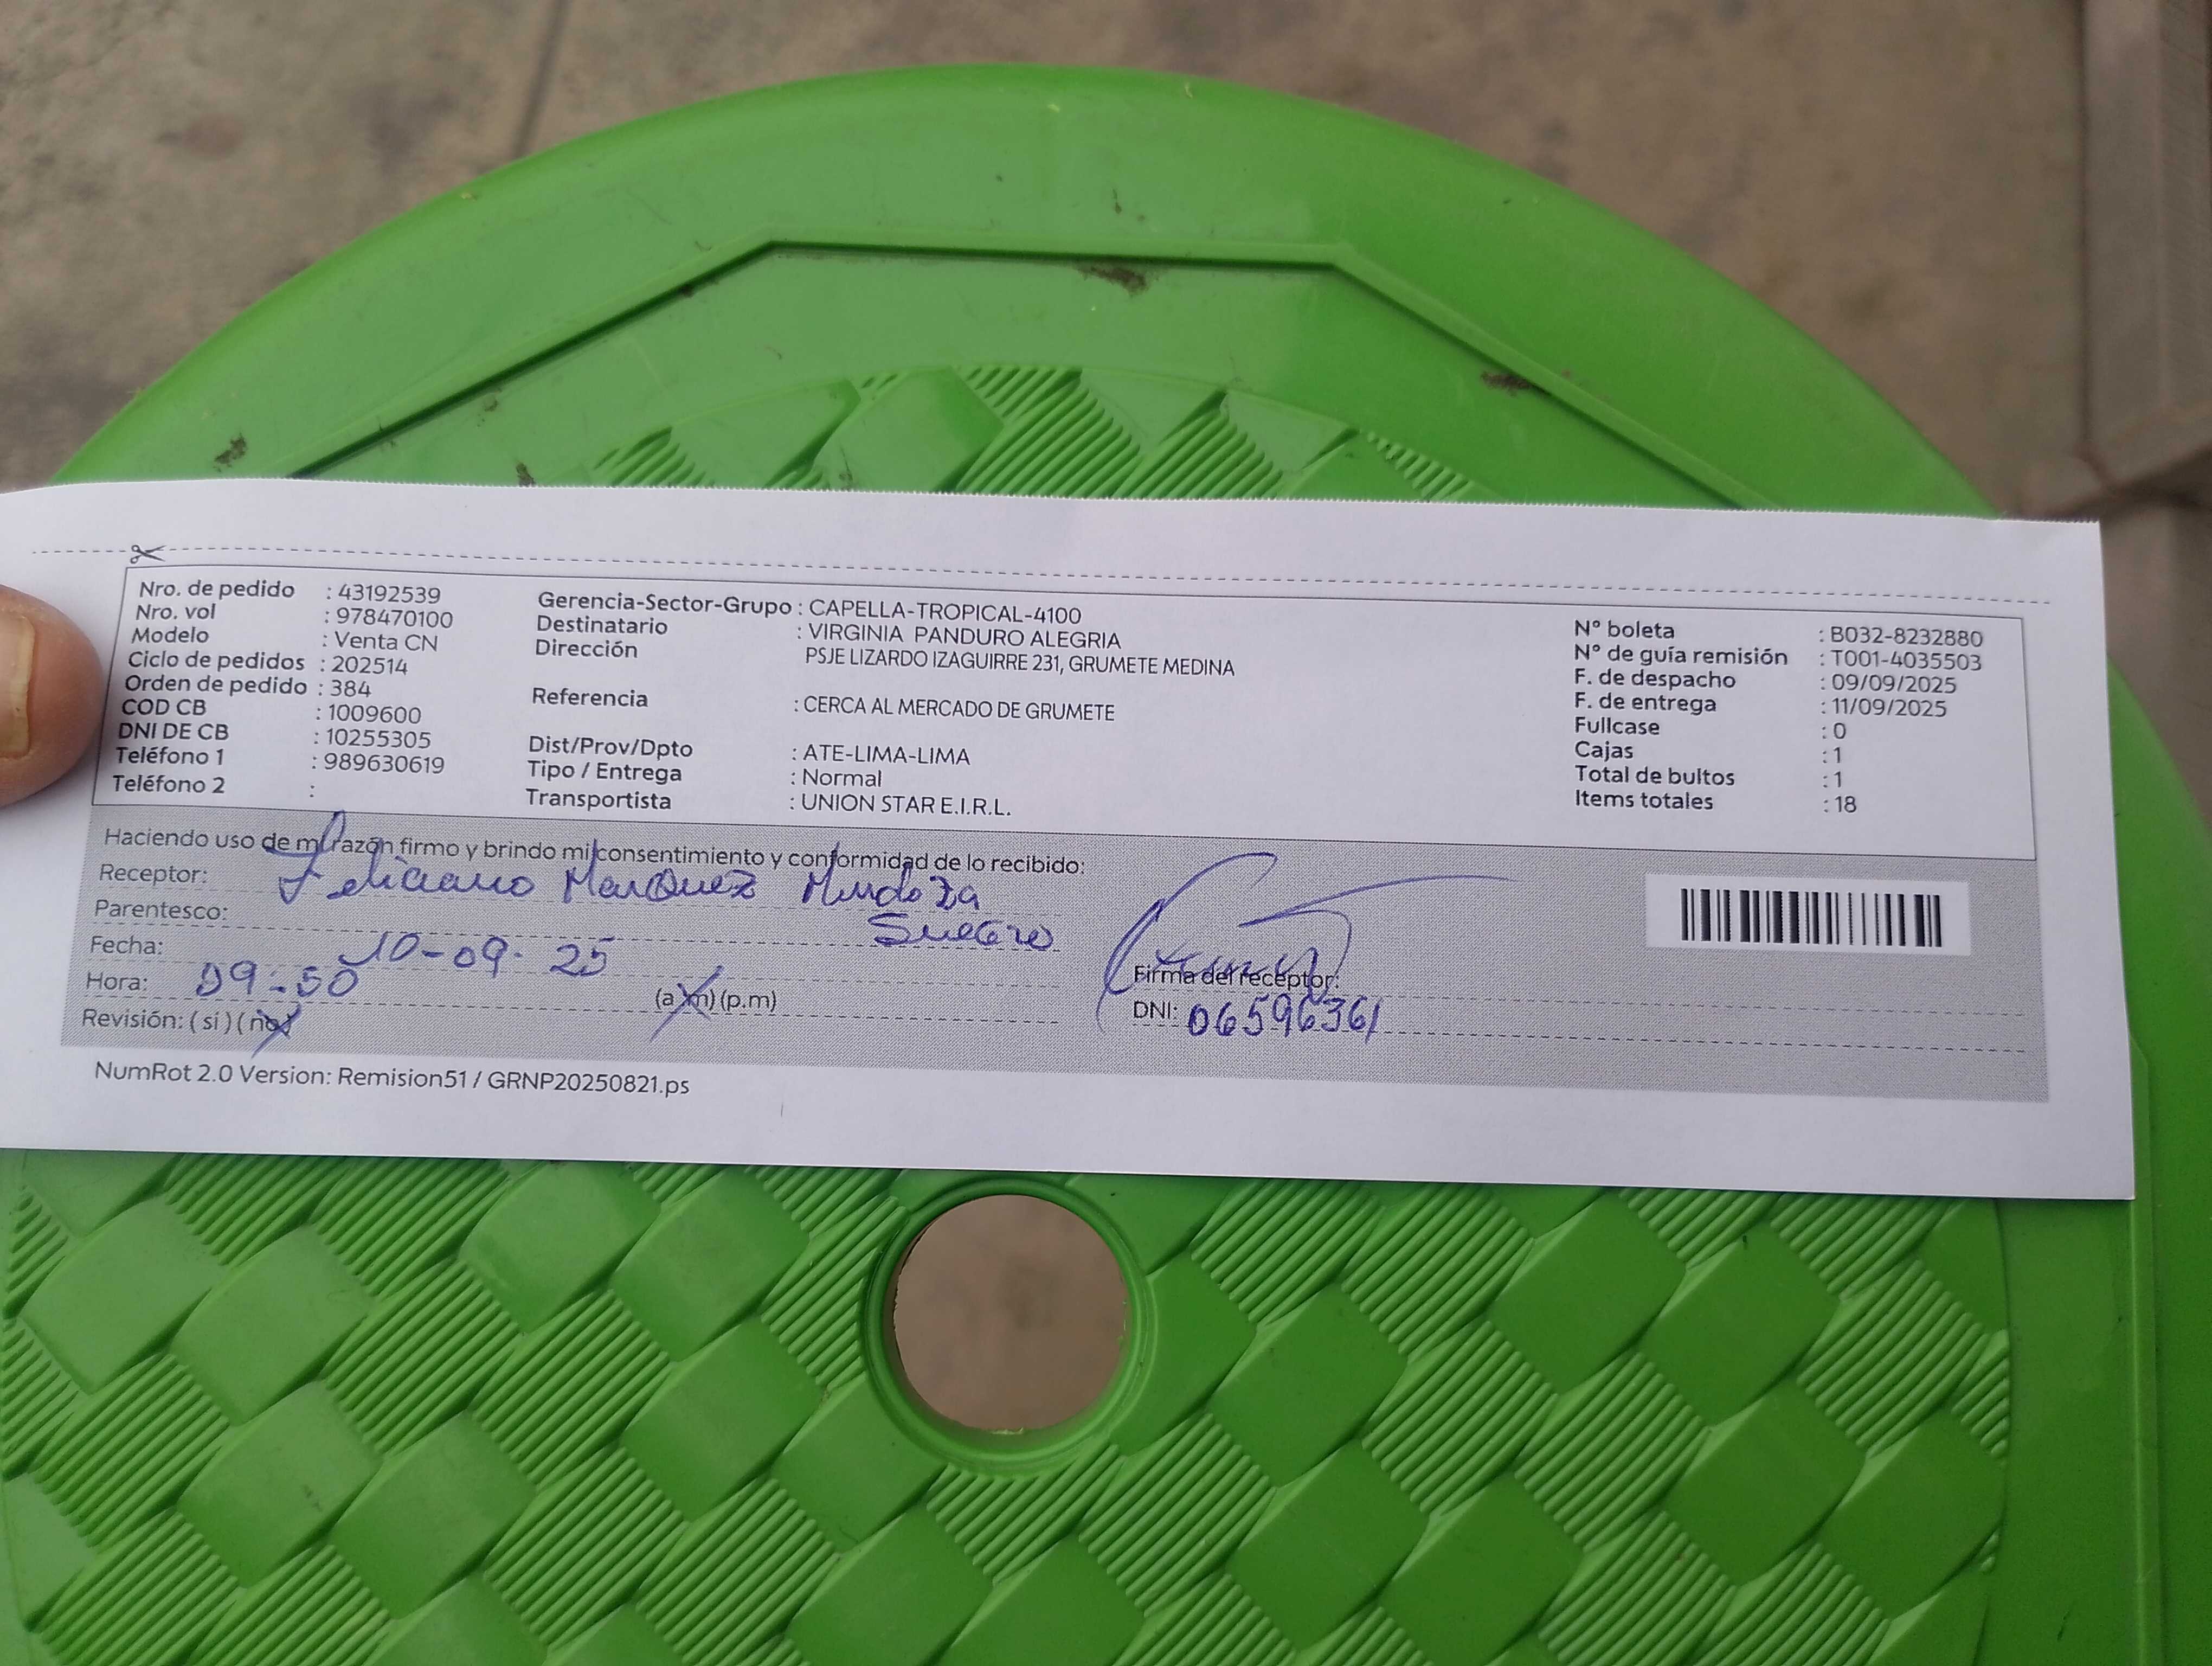 Nro. de pedido : 43192539
Nro. vol : 978470100
Modelo : Venta CN
Ciclo de pedidos : 202514
Orden de pedido : 384
COD CB : 1009600
DNI DE CB : 10255305
Teléfono 1 : 989630619
Teléfono 2 :
Gerencia-Sector-Grupo : CAPELLA-TROPICAL-4100
Destinatario : VIRGINIA PANDURO ALEGRIA
Dirección PSJE LIZARDO IZAGUIRRE 231, GRUMETE MEDINA
Referencia : CERCA AL MERCADO DE GRUMETE
Dist/Prov/Dpto : ATE-LIMA-LIMA
Tipo / Entrega : Normal
Transportista : UNION STAR E.I.R.L.
N° boleta : B032-8232880
N° de guía remisión : T001-4035503
F. de despacho : 09/09/2025
F. de entrega : 11/09/2025
Fullcase : 0
Cajas : 1
Total de bultos : 1
Items totales : 18
Haciendo uso de mi razón firmo y brindo mi consentimiento y conformidad de lo recibido:
Receptor: Feliciano Marquez Mendoza
Parentesco: Suegro
Fecha: 10-09-25
Hora: 09:50 (a.m) (p.m)
Revisión: ( si ) ( no )
Firma del receptor:
DNI: 06596361
NumRot 2.0 Version: Remision51 / GRNP20250821.ps